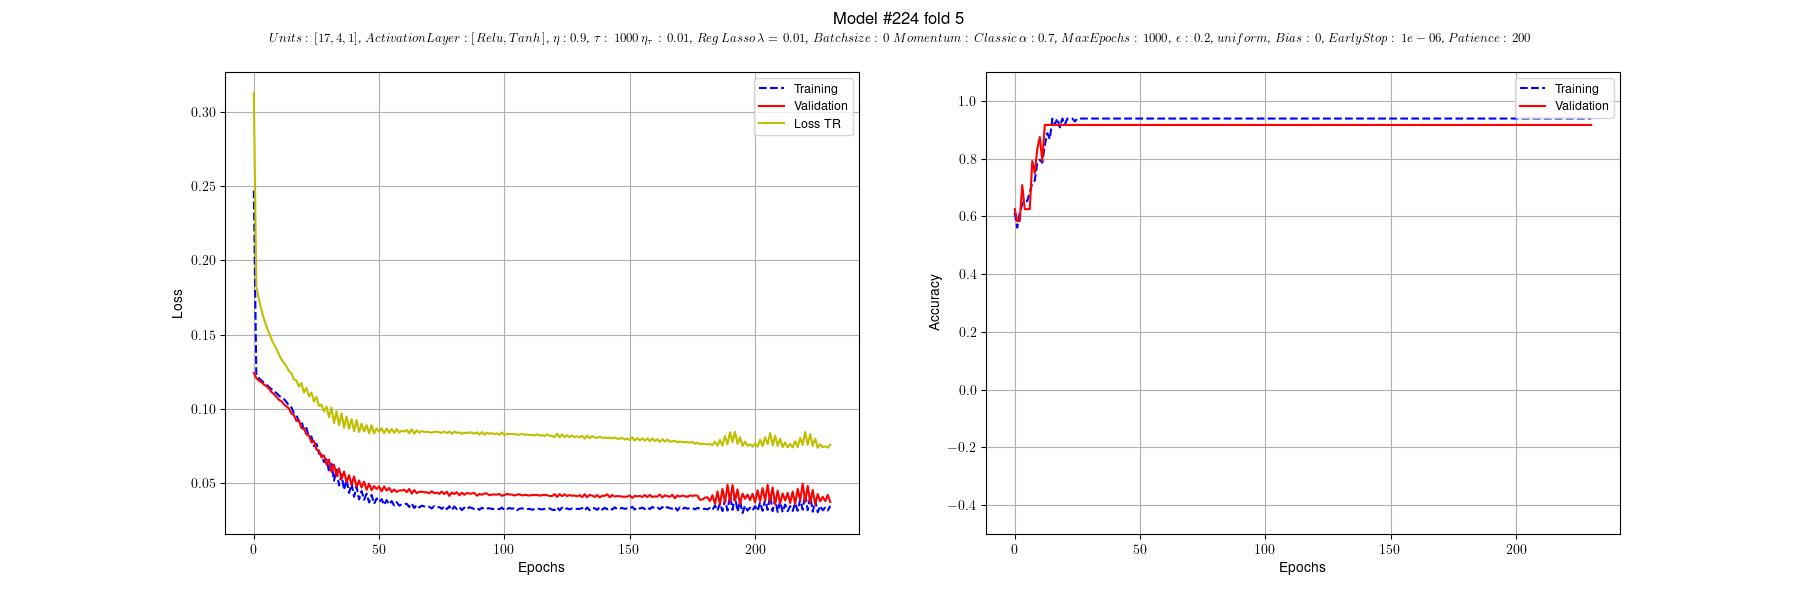 Model #224 fold 5
Units : [17, 4, 1], ActivationLayer : [Relu, Tanh], η : 0.9, τ : 1000 η_τ : 0.01, Reg Lasso λ = 0.01, Batchsize : 0 Momentum : Classic α : 0.7, MaxEpochs : 1000, ϵ : 0.2, uniform, Bias : 0, EarlyStop : 1e − 06, Patience : 200
Training
Validation
Loss TR
0.30
0.25
0.20
0.15
0.10
0.05
Loss
0
50
100
150
200
Epochs
Training
Validation
1.0
0.8
0.6
0.4
0.2
0.0
−0.2
−0.4
Accuracy
0
50
100
150
200
Epochs